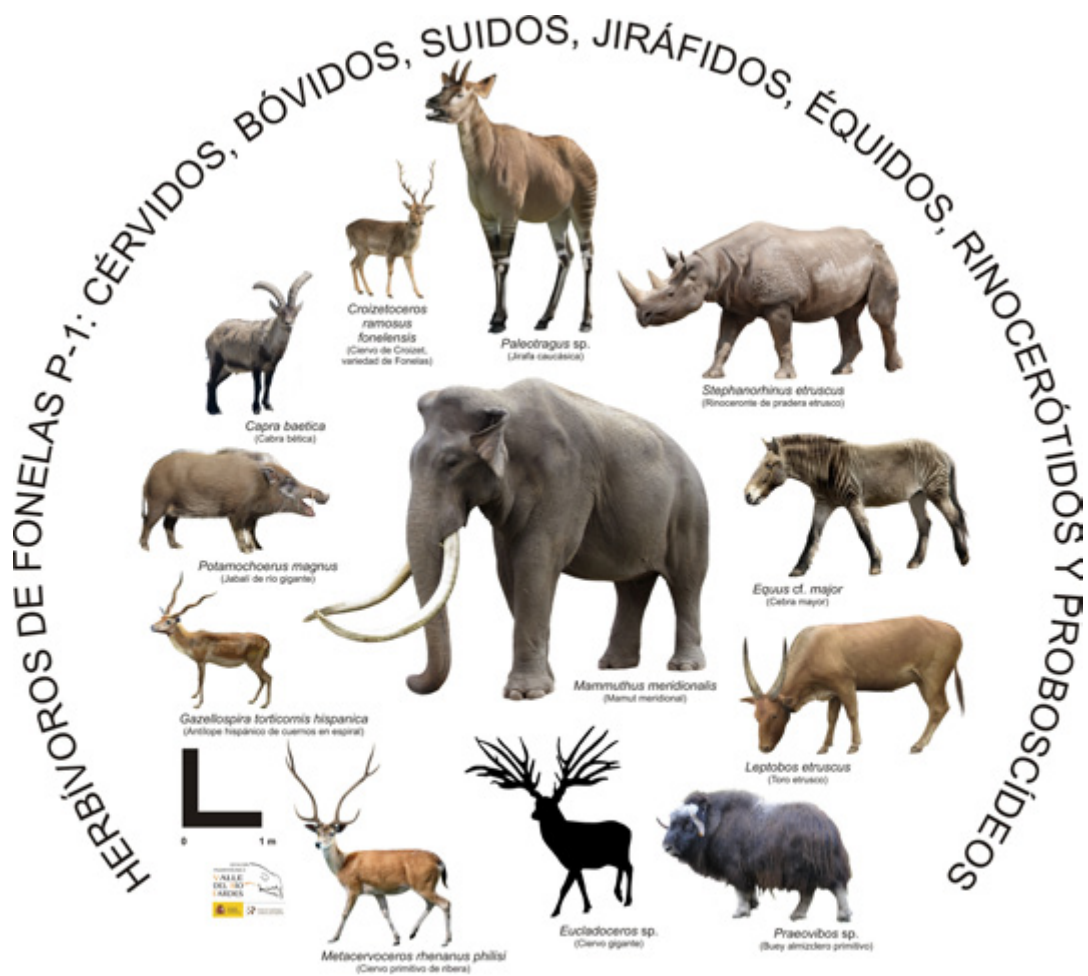 HERBÍVOROS DE FONELAS P-1: CÉRVIDOS, BÓVIDOS, SUIDOS, JIRÁFIDOS, ÉQUIDOS, RINOCERÓTIDOS Y PROBOSCÍDEOS
Croizetoceros
ramosus
fonelensis
(Ciervo de Croizet,
variedad de Fonelas)
Paleotragus sp.
(Jirafa caucásica)
Stephanorhinus etruscus
(Rinoceronte de pradera etrusco)
Capra baetica
(Cabra bética)
Potamochoerus magnus
(Jabalí de río gigante)
Equus cf. major
(Cebra mayor)
Mammuthus meridionalis
(Mamut meridional)
Gazellospira torticornis hispanica
(Antílope hispánico de cuernos en espiral)
Leptobos etruscus
(Toro etrusco)
0 1 m
VALLE
DEL RÍO
FARDES
Metacervoceros rhenanus philisi
(Ciervo primitivo de ribera)
Eucladoceros sp.
(Ciervo gigante)
Praeovibos sp.
(Buey almizclero primitivo)